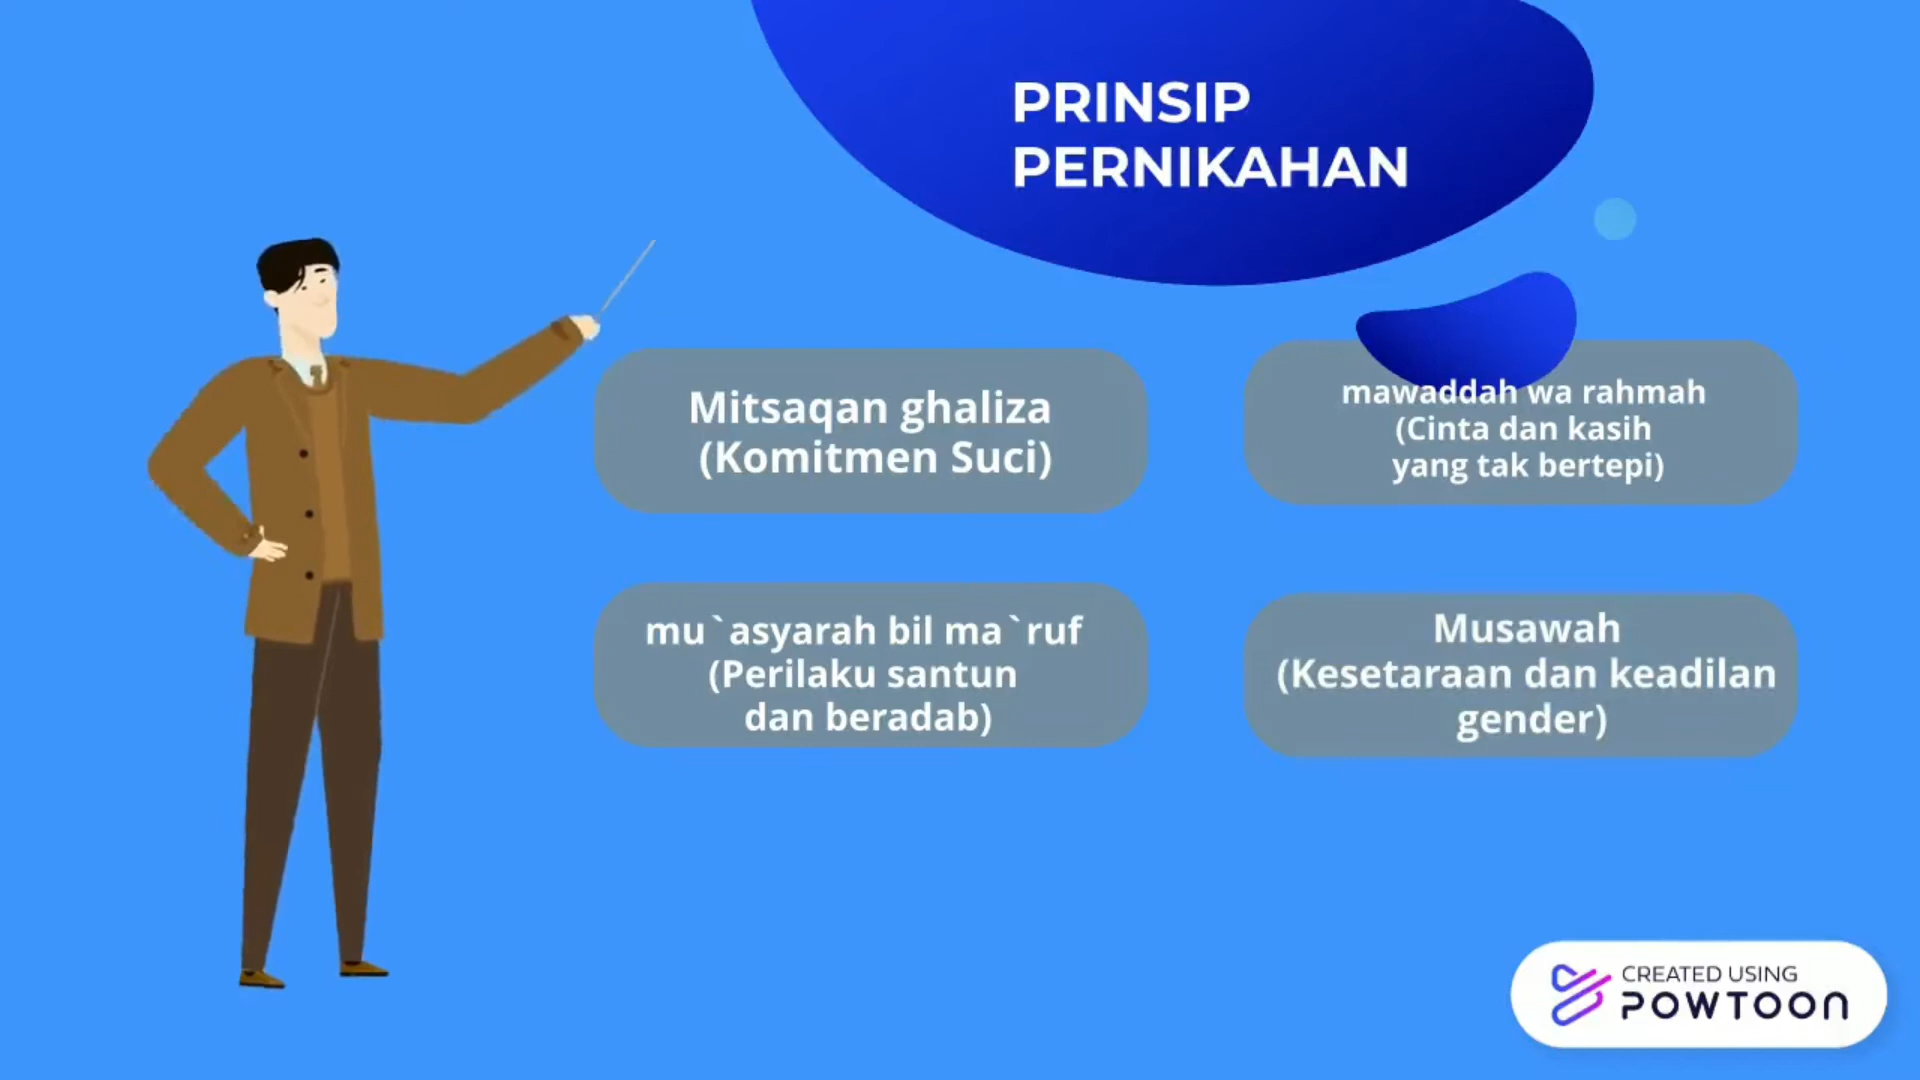 PRINSIP
PERNIKAHAN
Mitsaqan ghaliza
(Komitmen Suci)
mawaddah wa rahmah
(Cinta dan kasih
yang tak bertepi)
mu`asyarah bil ma`ruf
(Perilaku santun
dan beradab)
Musawah
(Kesetaraan dan keadilan
gender)
CREATED USING
POWTOON